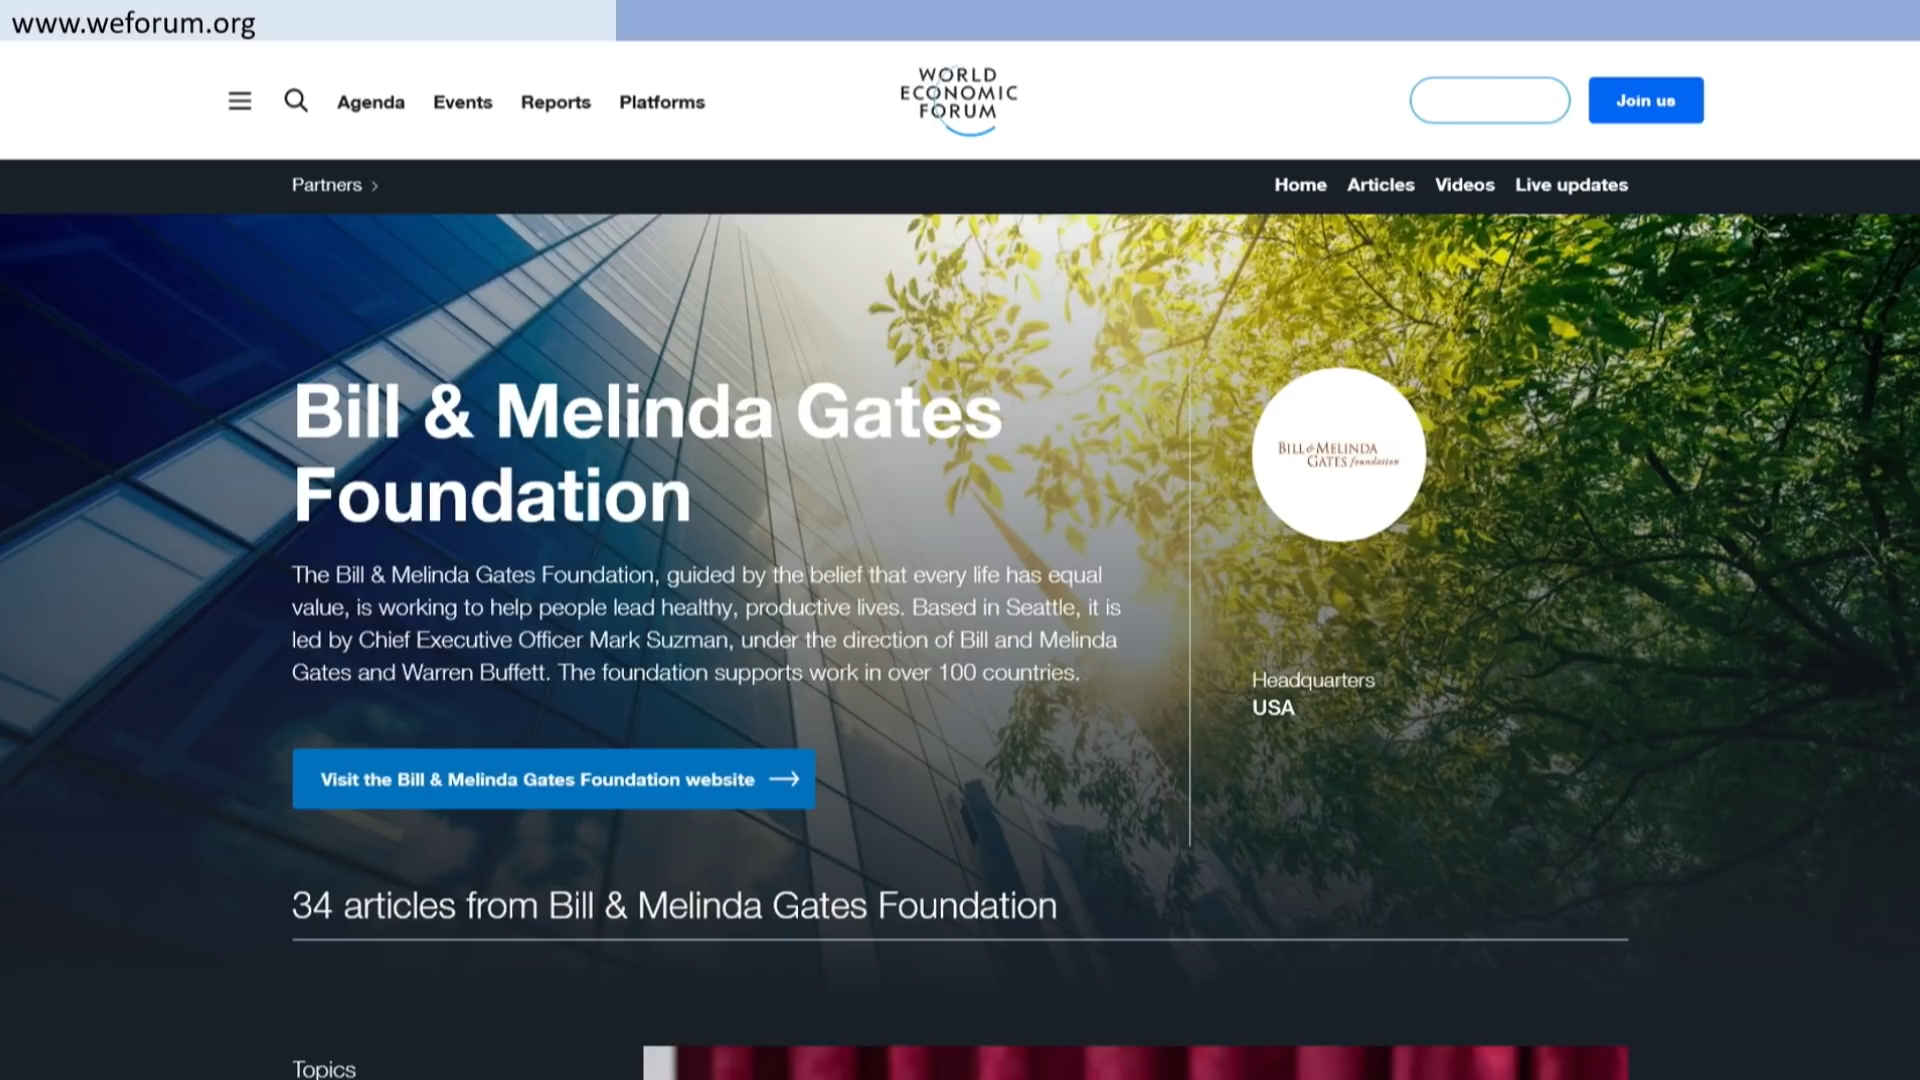 www.weforum.org
Agenda Events Reports Platforms
WORLD
ECONOMIC
FORUM
Join us
Partners >
Home Articles Videos Live updates
Bill & Melinda Gates
Foundation
The Bill & Melinda Gates Foundation, guided by the belief that every life has equal
value, is working to help people lead healthy, productive lives. Based in Seattle, it is
led by Chief Executive Officer Mark Suzman, under the direction of Bill and Melinda
Gates and Warren Buffett. The foundation supports work in over 100 countries.
BILL & MELINDA
GATES foundation
Headquarters
USA
Visit the Bill & Melinda Gates Foundation website →
34 articles from Bill & Melinda Gates Foundation
Topics